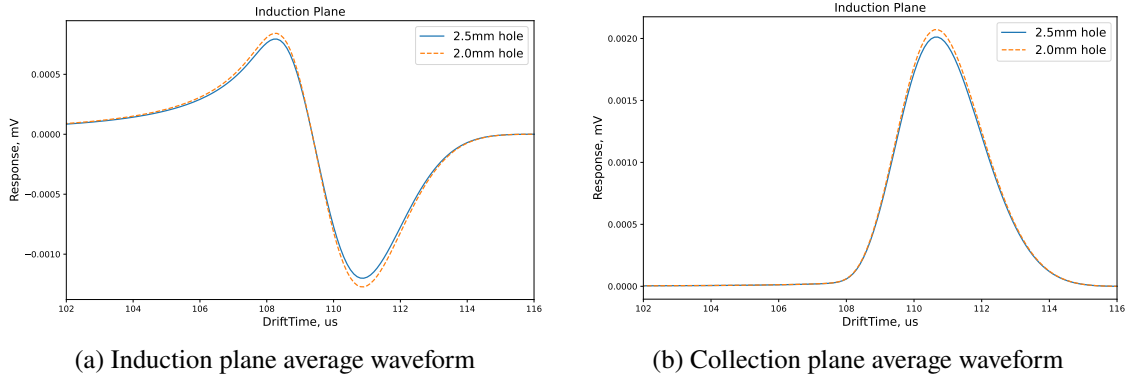 Induction Plane
2.5mm hole
2.0mm hole
0.0005
0.0000
−0.0005
−0.0010
Response, mV
102 104 106 108 110 112 114 116
DriftTime, us
(a) Induction plane average waveform
Induction Plane
2.5mm hole
2.0mm hole
0.0020
0.0015
0.0010
0.0005
0.0000
Response, mV
102 104 106 108 110 112 114 116
DriftTime, us
(b) Collection plane average waveform